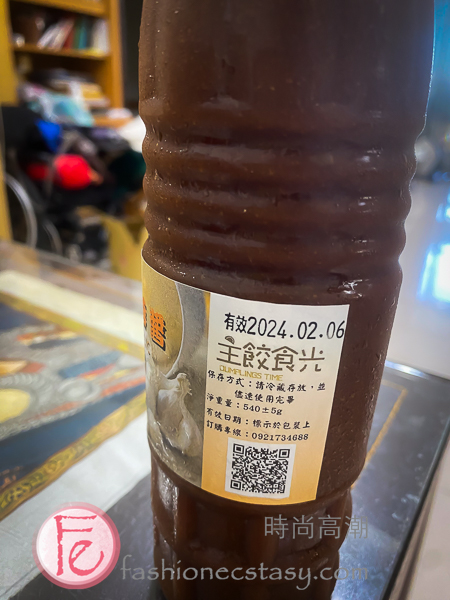 醬
有效2024.02.06
主餃食光
DUMPLINGS TIME
保存方式：請冷藏存放，並
儘速使用完畢
淨重量：540±5g
有效日期：標示於包裝上
訂購專線：0921734688
時尚高潮
Fe
fashionecstasy.com